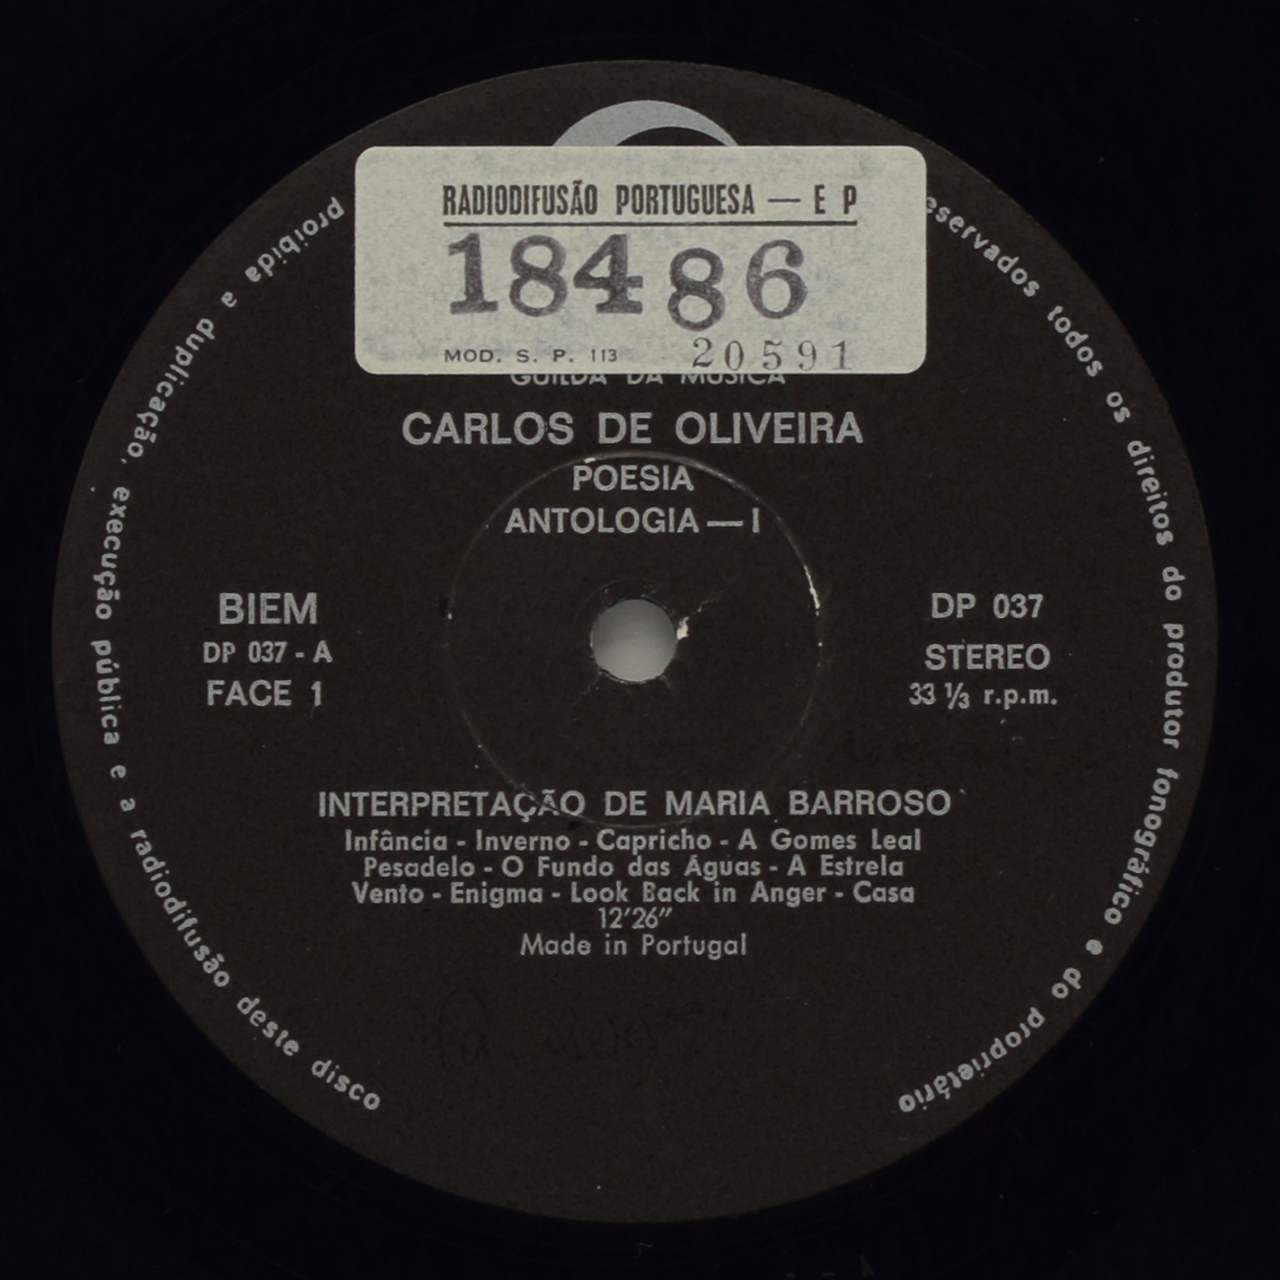 RADIODIFUSÃO PORTUGUESA — E P
18486
MOD. S. P. 113 20591
GUILDA DA MÚSICA
CARLOS DE OLIVEIRA
POESIA
ANTOLOGIA — I
BIEM
DP 037 - A
FACE 1
DP 037
STEREO
33 ⅓ r.p.m.
INTERPRETAÇÃO DE MARIA BARROSO
Infância - Inverno - Capricho - A Gomes Leal
Pesadelo - O Fundo das Águas - A Estrela
Vento - Enigma - Look Back in Anger - Casa
12'26"
Made in Portugal
eservados todos os direitos do produtor fonográfico e do proprietário
proibida a duplicação, execução pública e a radiodifusão deste disco